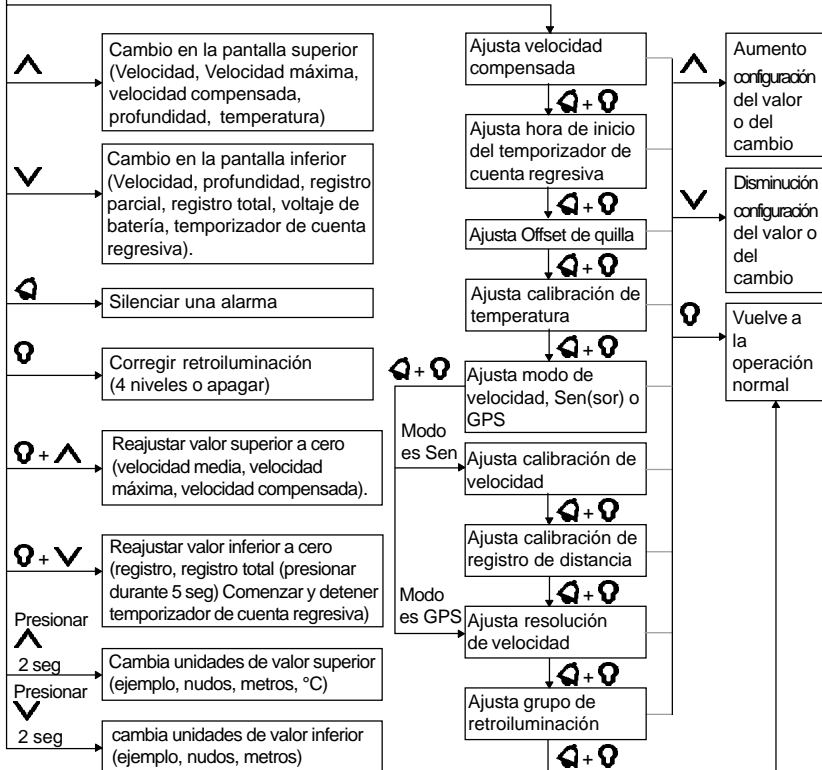 Cambio en la pantalla superior
(Velocidad, Velocidad máxima,
velocidad compensada,
profundidad, temperatura)
Cambio en la pantalla inferior
(Velocidad, profundidad, registro
parcial, registro total, voltaje de
batería, temporizador de cuenta
regresiva).
Silenciar una alarma
Corregir retroiluminación
(4 niveles o apagar)
+
Reajustar valor superior a cero
(velocidad media, velocidad
máxima, velocidad compensada).
+
Reajustar valor inferior a cero
(registro, registro total (presionar
durante 5 seg) Comenzar y detener
temporizador de cuenta regresiva)
Presionar
2 seg
Cambia unidades de valor superior
(ejemplo, nudos, metros, °C)
Presionar
2 seg
cambia unidades de valor inferior
(ejemplo, nudos, metros)
Ajusta velocidad
compensada
+
Ajusta hora de inicio
del temporizador de
cuenta regresiva
+
Ajusta Offset de quilla
+
Ajusta calibración de
temperatura
+
+
Ajusta modo de
velocidad, Sen(sor) o
GPS
Modo
es Sen
Ajusta calibración de
velocidad
+
Ajusta calibración de
registro de distancia
+
Modo
es GPS
Ajusta resolución
de velocidad
+
Ajusta grupo de
retroiluminación
+
Aumento
configuración
del valor
o del
cambio
Disminución
configuración
del valor o
del
cambio
Vuelve a
la
operación
normal